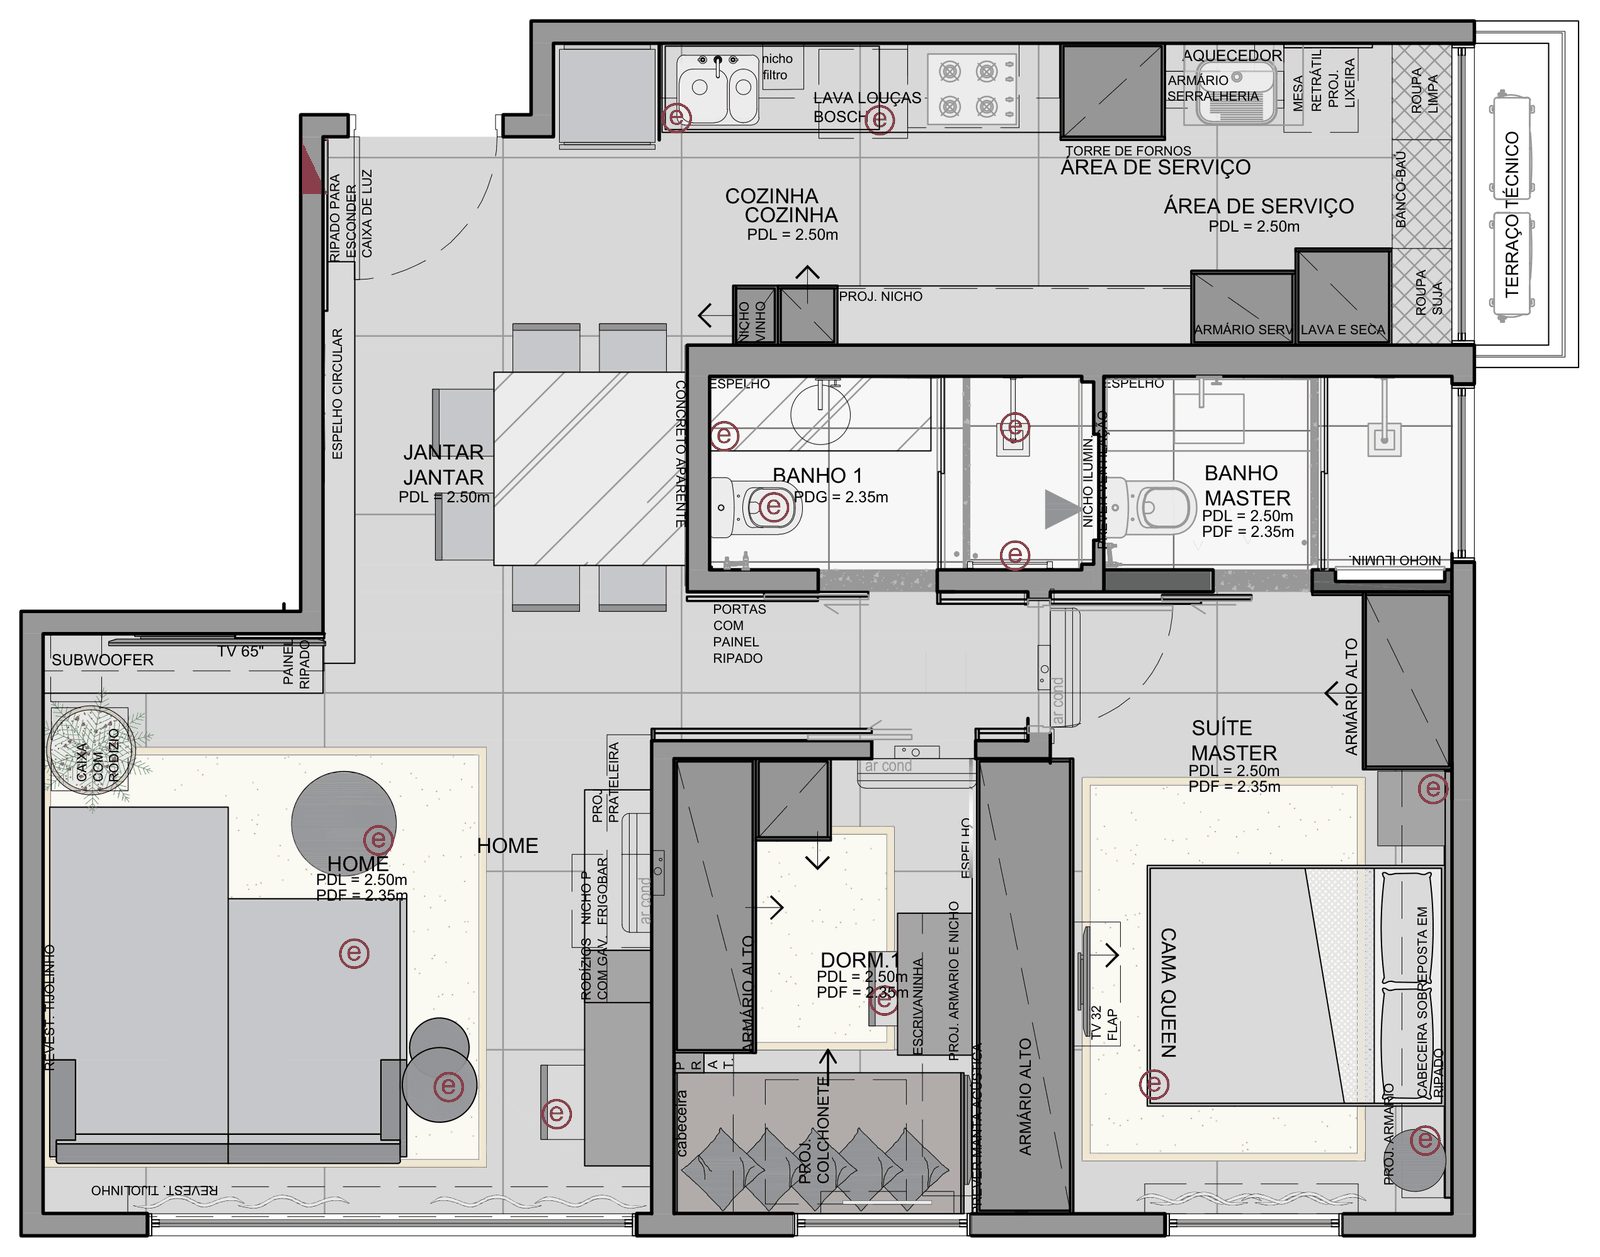 nicho
filtro
LAVA LOUÇAS
BOSCH
e
e
AQUECEDOR
ARMÁRIO
SERRALHERIA
MESA
RETRÁTIL
PROJ.
LIXEIRA
ROUPA
LIMPA
BANCO-BAÚ
ROUPA
SUJA
TERRAÇO TÉCNICO
TORRE DE FORNOS
ÁREA DE SERVIÇO
ÁREA DE SERVIÇO
PDL = 2.50m
RIPADO PARA
ESCONDER
CAIXA DE LUZ
COZINHA
COZINHA
PDL = 2.50m
PROJ. NICHO
NICHO
VINHO
ARMÁRIO SERV
LAVA E SECA
ESPELHO CIRCULAR
JANTAR
JANTAR
PDL = 2.50m
CONCRETO APARENTE
ESPELHO
e
e
BANHO 1
PDG = 2.35m
e
e
NICHO ILUMIN.
PREVER VENTILAÇÃO
ESPELHO
BANHO
MASTER
PDL = 2.50m
PDF = 2.35m
NICHO ILUMIN.
PORTAS
COM
PAINEL
RIPADO
SUBWOOFER
TV 65"
PAINEL
RIPADO
CAIXA
COM
RODÍZIO
ar cond
ARMÁRIO ALTO
SUÍTE
MASTER
PDL = 2.50m
PDF = 2.35m
e
HOME
HOME
PDL = 2.50m
PDF = 2.35m
e
e
e
e
REVEST. TIJOLINHO
REVEST. TIJOLINHO
PROJ.
PRATELEIRA
ar cond
NICHO P
FRIGOBAR
RODÍZIOS
COM GAV.
ar cond
ESPELHO
ARMÁRIO ALTO
DORM.1
PDL = 2.50m
PDF = 2.35m
e
ESCRIVANINHA
PROJ. ARMARIO E NICHO
P
R
A
T.
cabeceira
PROJ.
COLCHONETE
PREVER MANTA ACÚSTICA
ARMÁRIO ALTO
TV 32
FLAP
CAMA QUEEN
e
CABECEIRA SOBREPOSTA EM
RIPADO
PROJ. ARMARIO
e